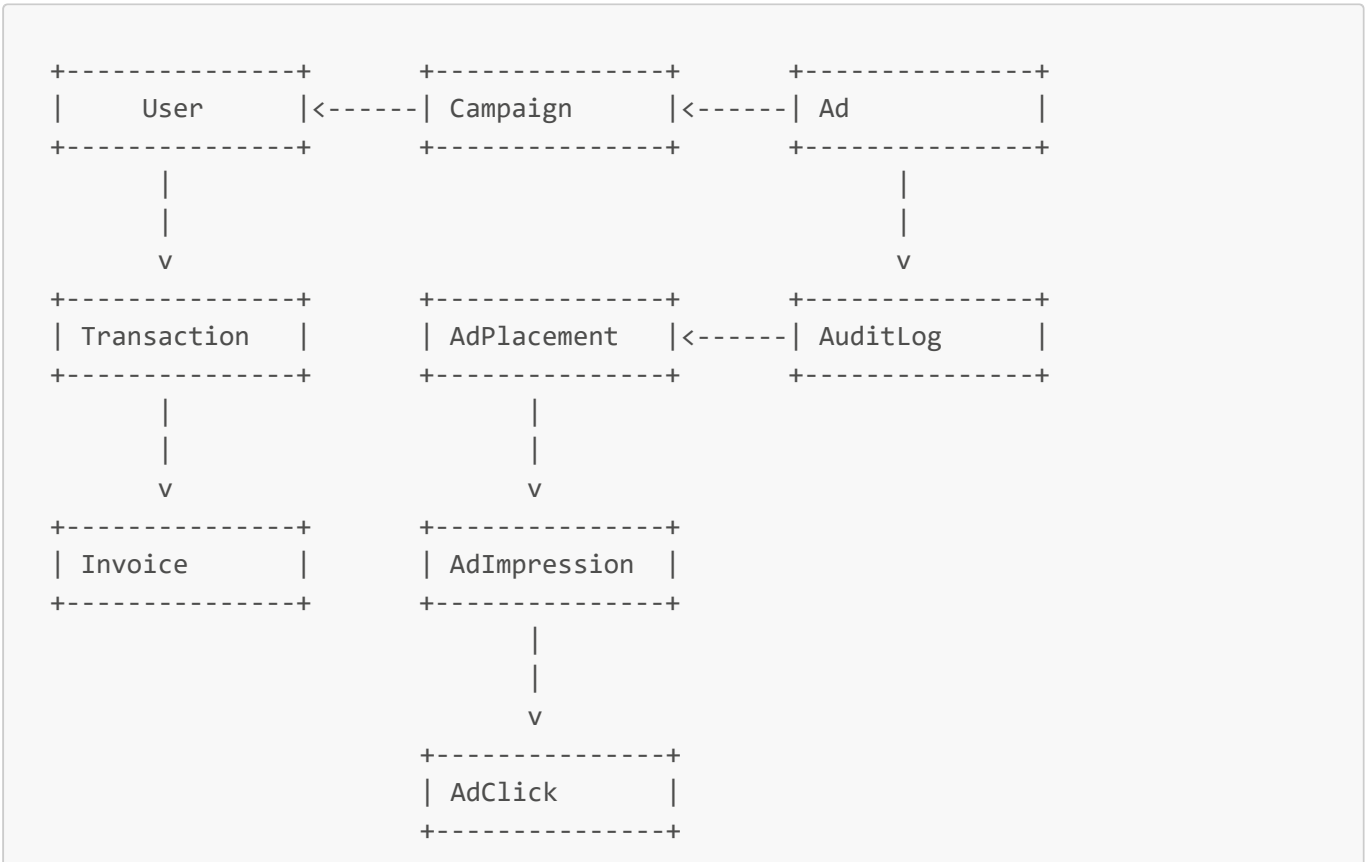 +---------------+       +---------------+       +---------------+
|     User      |<------| Campaign      |<------| Ad            |
+---------------+       +---------------+       +---------------+
       |                                               |
       |                                               |
       v                                               v
+---------------+       +---------------+       +---------------+
| Transaction   |       | AdPlacement   |<------| AuditLog      |
+---------------+       +---------------+       +---------------+
       |                       |
       |                       |
       v                       v
+---------------+       +---------------+
| Invoice       |       | AdImpression  |
+---------------+       +---------------+
                               |
                               |
                               v
                        +---------------+
                        | AdClick       |
                        +---------------+